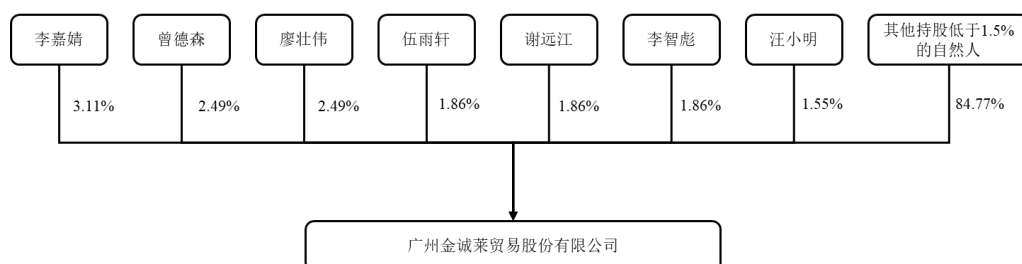 李嘉婧
曾德森
廖壮伟
伍雨轩
谢远江
李智彪
汪小明
其他持股低于1.5%
的自然人
3.11%
2.49%
2.49%
1.86%
1.86%
1.86%
1.55%
84.77%
广州金诚莱贸易股份有限公司